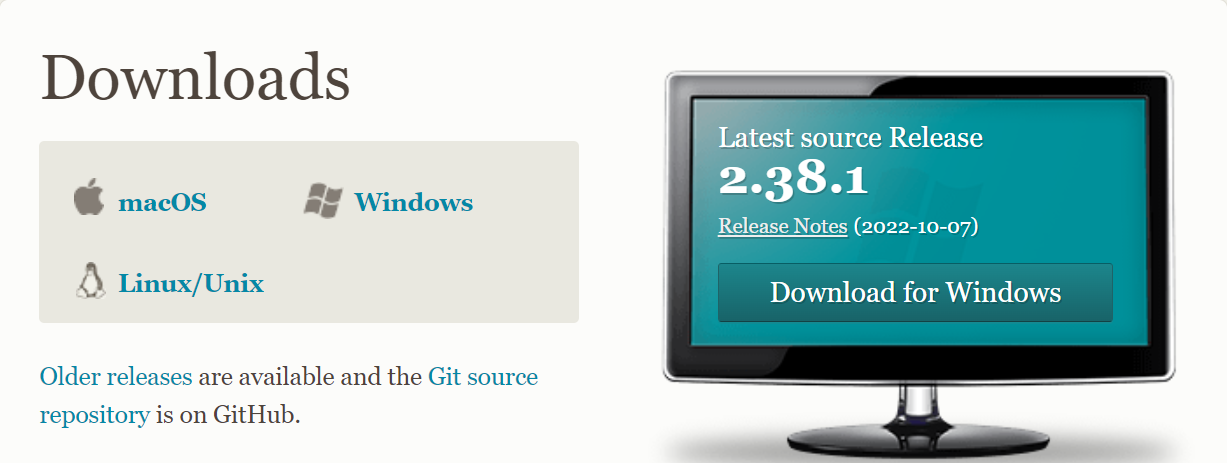 Downloads
macOS
Windows
Linux/Unix
Older releases are available and the Git source
repository is on GitHub.
Latest source Release
2.38.1
Release Notes (2022-10-07)
Download for Windows